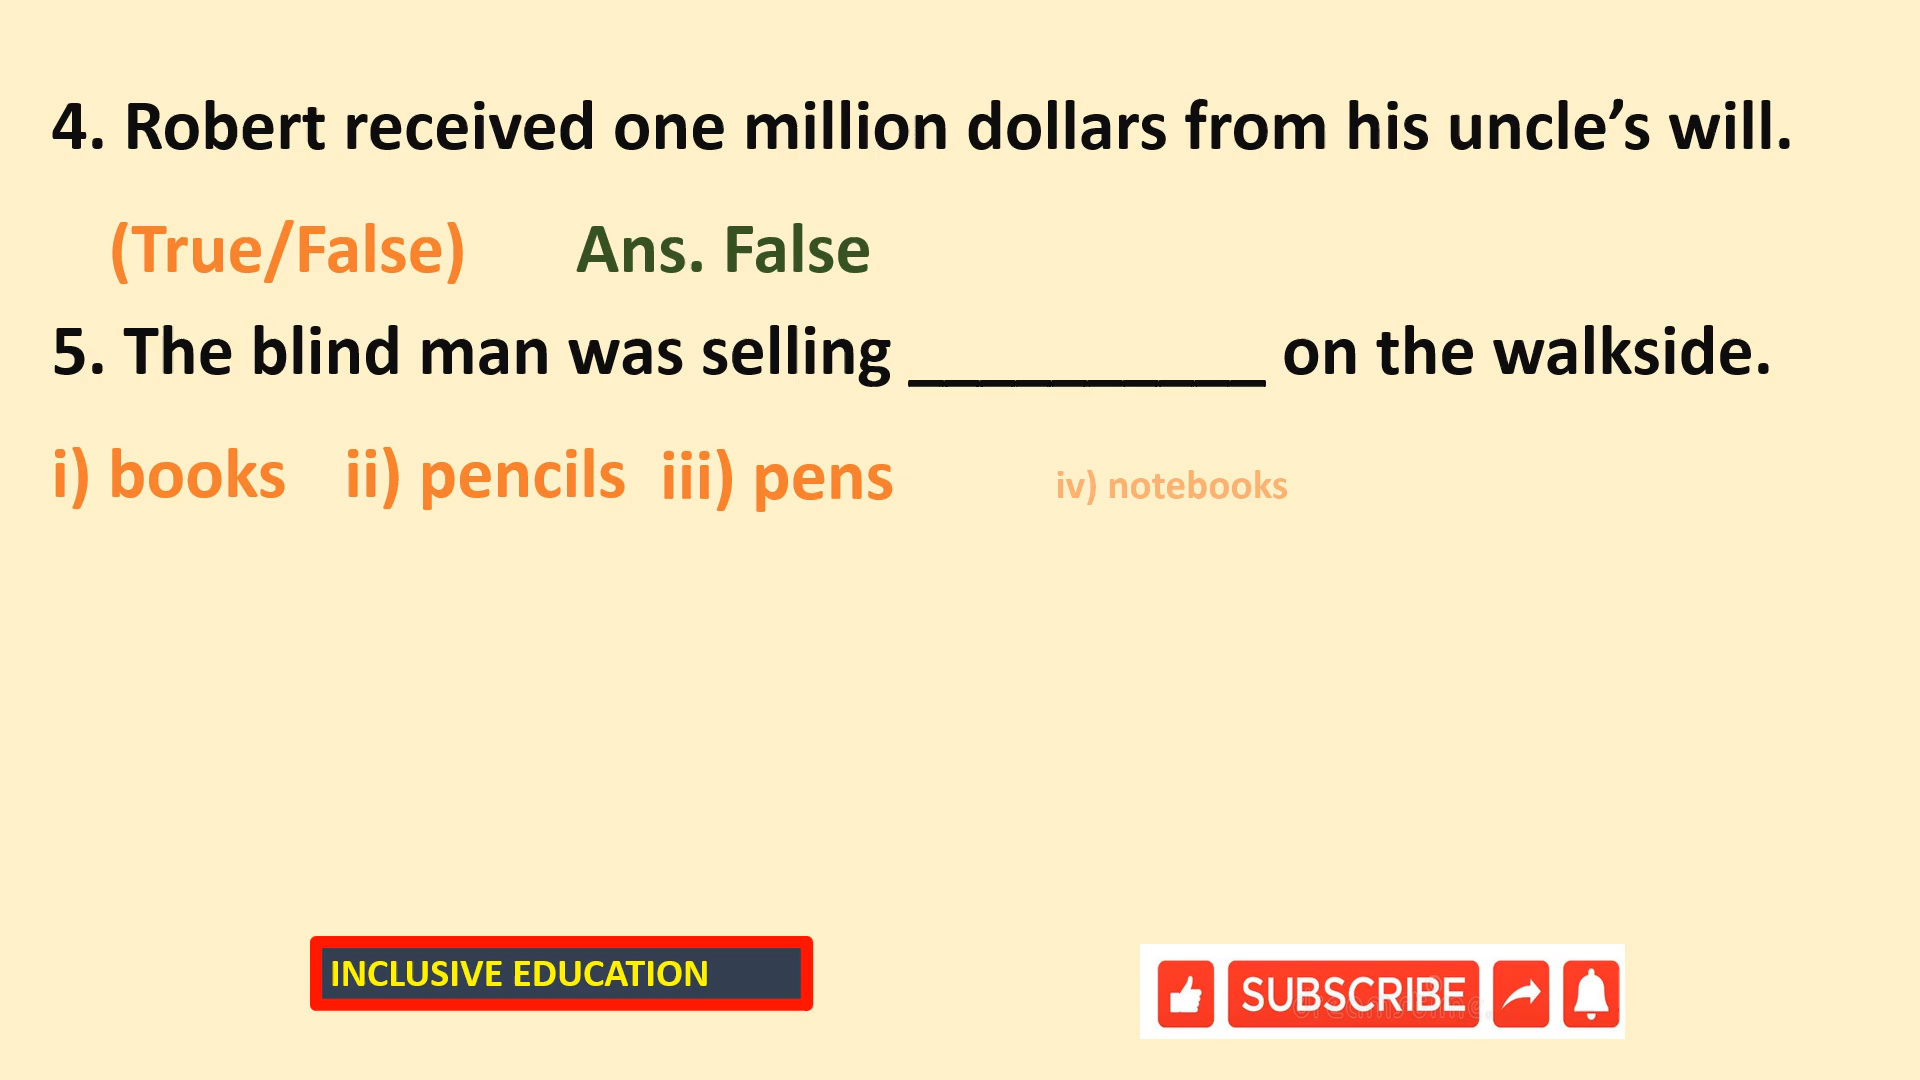 4. Robert received one million dollars from his uncle’s will.
(True/False) Ans. False
5. The blind man was selling __________ on the walkside.
i) books ii) pencils iii) pens iv) notebooks
INCLUSIVE EDUCATION
SUBSCRIBE